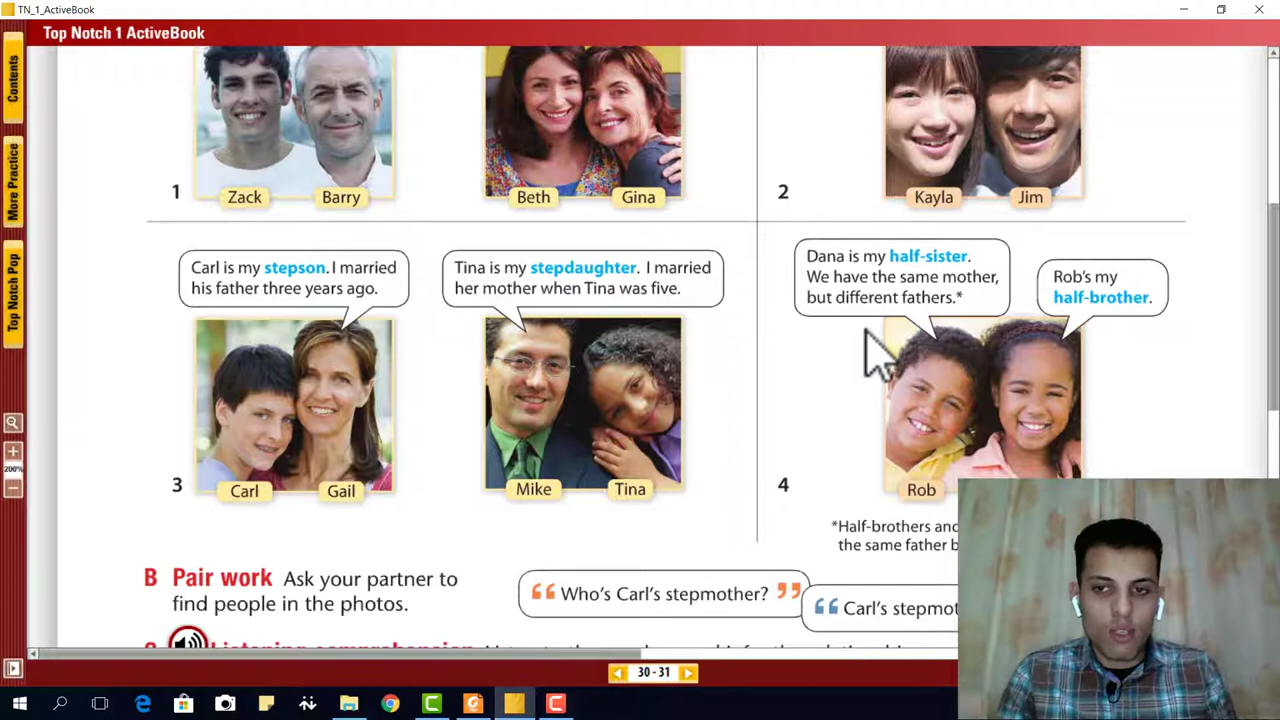 TN_1_ActiveBook
Top Notch 1 ActiveBook
Contents
More Practice
Top Notch Pop
200%
1
Zack
Barry
Beth
Gina
2
Kayla
Jim
Carl is my stepson. I married
his father three years ago.
Tina is my stepdaughter. I married
her mother when Tina was five.
Dana is my half-sister.
We have the same mother,
but different fathers.*
Rob's my
half-brother.
3
Carl
Gail
Mike
Tina
4
Rob
*Half-brothers and
the same father
B Pair work Ask your partner to
find people in the photos.
“Who's Carl's stepmother?”
“Carl's
30-31